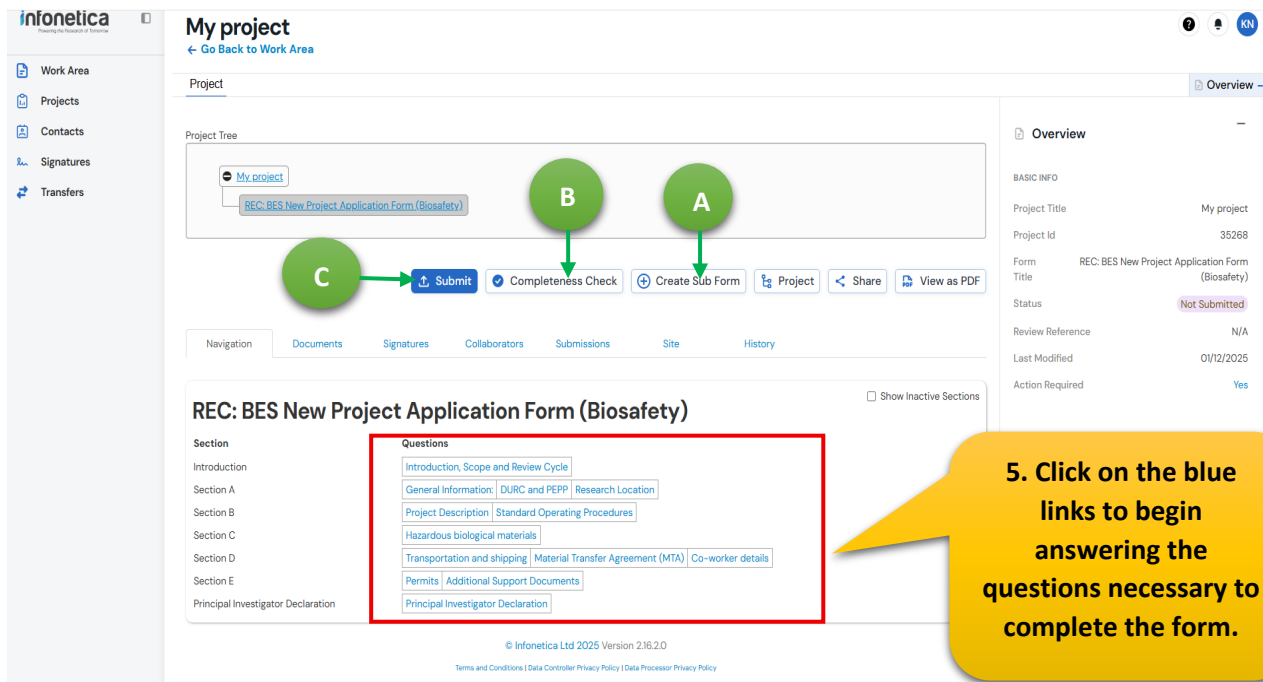 infonetica
Powering the Research of Tomorrow
My project
← Go Back to Work Area
? KN
Work Area
Projects
Contacts
Signatures
Transfers
Project
Overview –
Project Tree
My project
REC: BES New Project Application Form (Biosafety)
B
A
C
Submit
Completeness Check
Create Sub Form
Project
Share
View as PDF
Navigation
Documents
Signatures
Collaborators
Submissions
Site
History
REC: BES New Project Application Form (Biosafety)
Show Inactive Sections
Section Questions
Introduction Introduction, Scope and Review Cycle
Section A General Information: DURC and PEPP Research Location
Section B Project Description Standard Operating Procedures
Section C Hazardous biological materials
Section D Transportation and shipping Material Transfer Agreement (MTA) Co-worker details
Section E Permits Additional Support Documents
Principal Investigator Declaration Principal Investigator Declaration
Overview –
BASIC INFO
Project Title My project
Project Id 35268
Form Title REC: BES New Project Application Form (Biosafety)
Status Not Submitted
Review Reference N/A
Last Modified 01/12/2025
Action Required Yes
5. Click on the blue
links to begin
answering the
questions necessary to
complete the form.
© Infonetica Ltd 2025 Version 2.16.2.0
Terms and Conditions | Data Controller Privacy Policy | Data Processor Privacy Policy